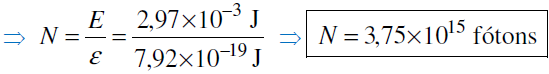 ⇒ N = E/ε = 2,97×10⁻³ J / 7,92×10⁻¹⁹ J ⇒ N = 3,75×10¹⁵ fótons